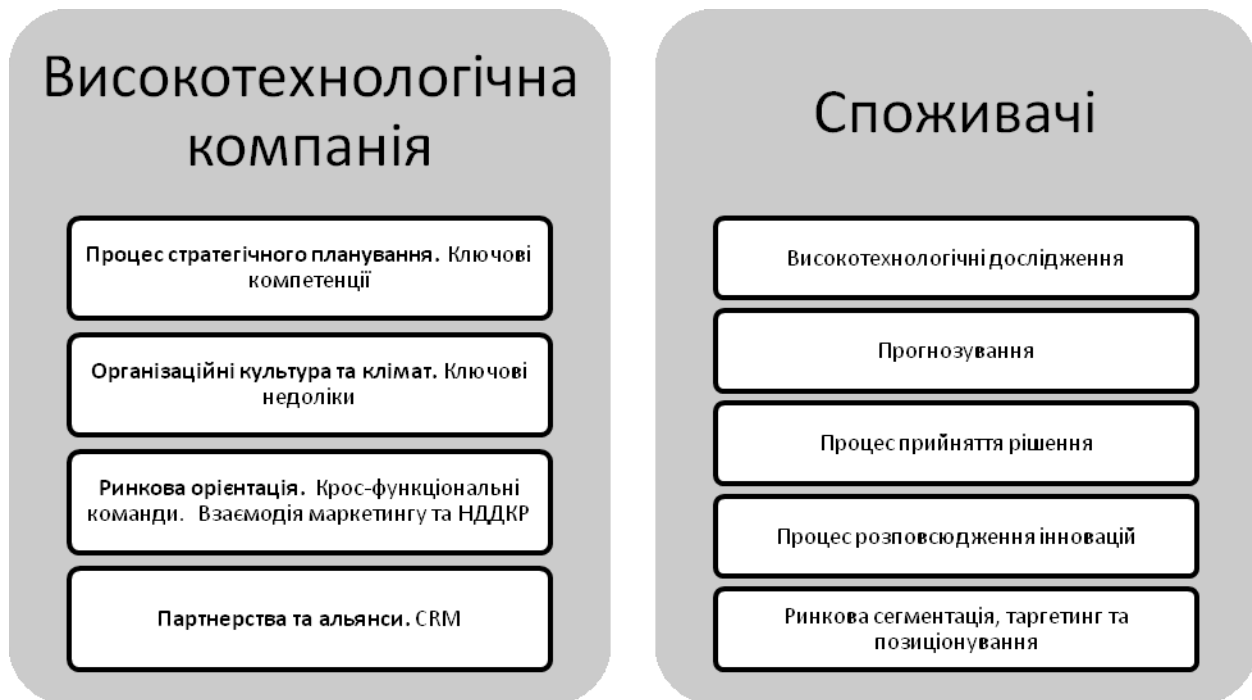 Високотехнологічна
компанія
Процес стратегічного планування. Ключові
компетенції
Організаційні культура та клімат. Ключові
недоліки
Ринкова орієнтація. Крос-функціональні
команди. Взаємодія маркетингу та НДДКР
Партнерства та альянси. CRM
Споживачі
Високотехнологічні дослідження
Прогнозування
Процес прийняття рішення
Процес розповсюдження інновацій
Ринкова сегментація, таргетинг та
позиціонування